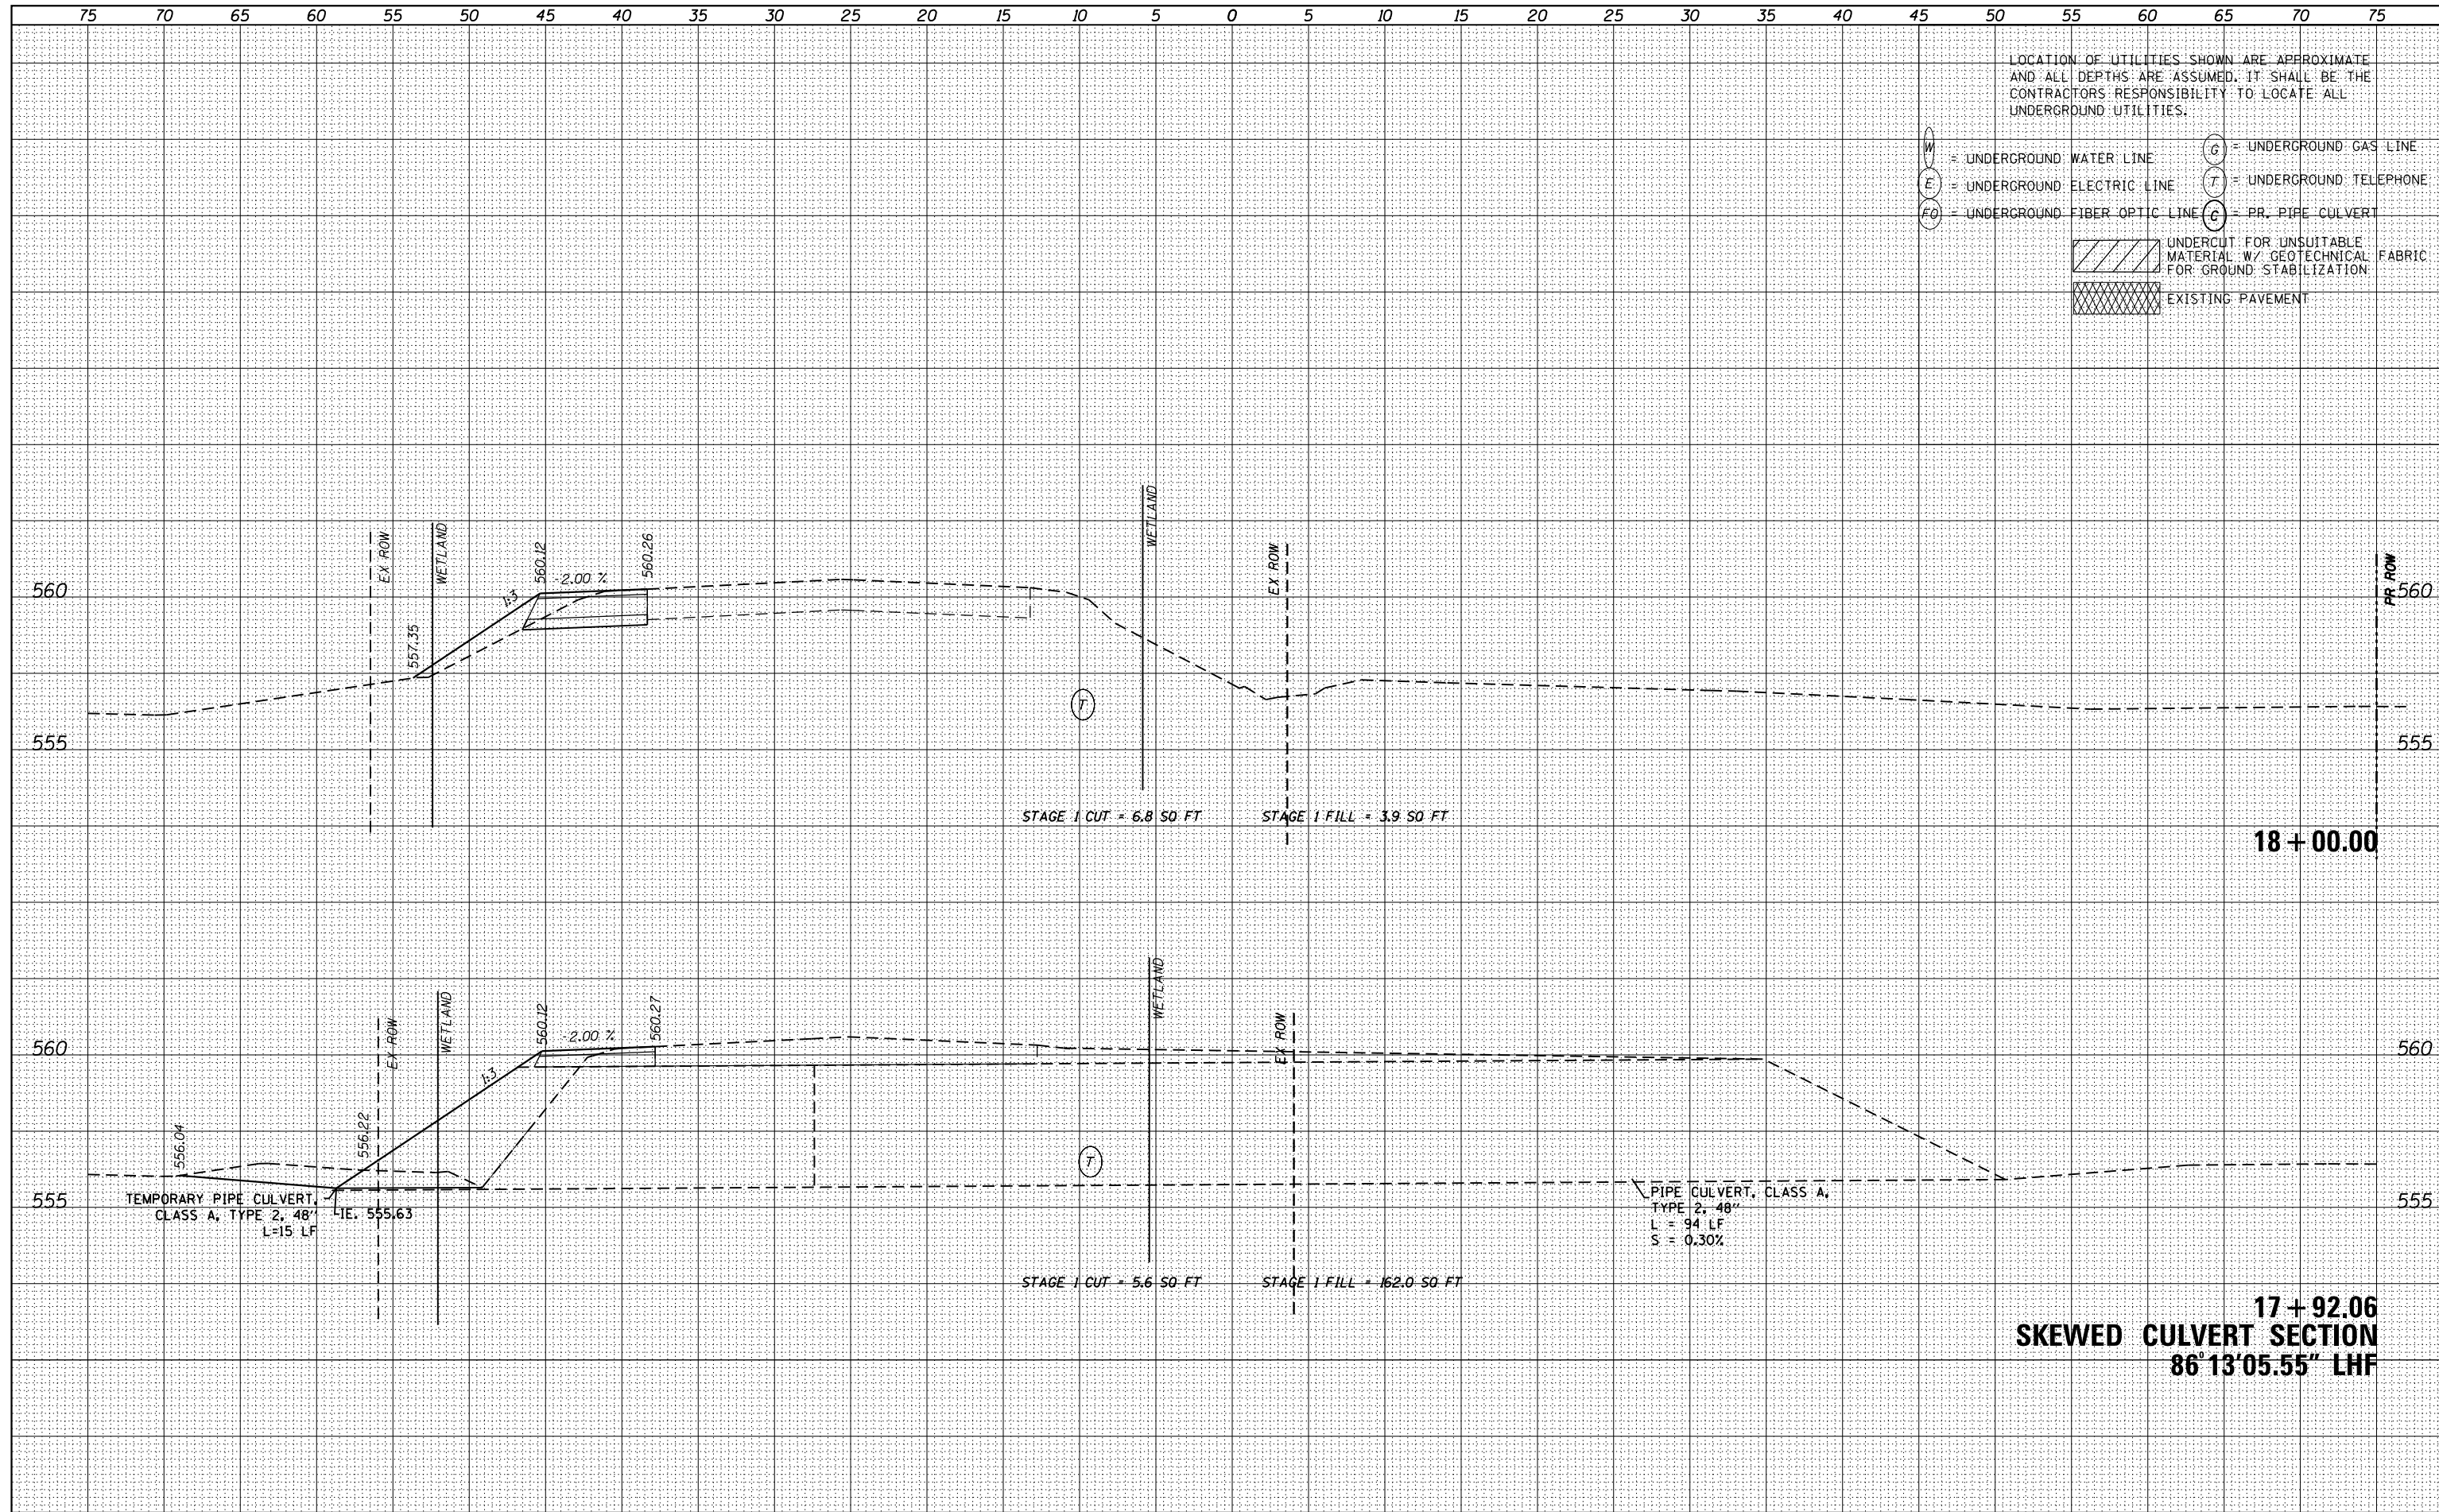 75 70 65 60 55 50 45 40 35 30 25 20 15 10 5 0 5 10 15 20 25 30 35 40 45 50 55 60 65 70 75
LOCATION OF UTILITIES SHOWN ARE APPROXIMATE
AND ALL DEPTHS ARE ASSUMED. IT SHALL BE THE
CONTRACTORS RESPONSIBILITY TO LOCATE ALL
UNDERGROUND UTILITIES.
W = UNDERGROUND WATER LINE
G = UNDERGROUND GAS LINE
E = UNDERGROUND ELECTRIC LINE
T = UNDERGROUND TELEPHONE
FO = UNDERGROUND FIBER OPTIC LINE
C = PR. PIPE CULVERT
UNDERCUT FOR UNSUITABLE
MATERIAL W/ GEOTECHNICAL FABRIC
FOR GROUND STABILIZATION
EXISTING PAVEMENT
EX ROW
WETLAND
560.12
-2.00 %
560.26
WETLAND
EX ROW
PR ROW
560
1:3
560
557.35
T
555
555
STAGE 1 CUT = 6.8 SQ FT
STAGE 1 FILL = 3.9 SQ FT
18 + 00.00
EX ROW
WETLAND
560.12
-2.00 %
560.27
WETLAND
EX ROW
560
560
1:3
556.04
556.22
T
TEMPORARY PIPE CULVERT,
CLASS A, TYPE 2, 48"
L=15 LF
IE. 555.63
PIPE CULVERT, CLASS A,
TYPE 2, 48"
L = 94 LF
S = 0.30%
555
555
STAGE 1 CUT = 5.6 SQ FT
STAGE 1 FILL = 162.0 SQ FT
17 + 92.06
SKEWED CULVERT SECTION
86°13'05.55" LHF